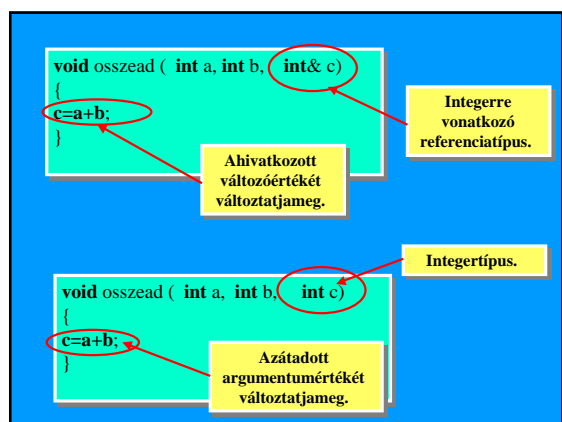 void osszead ( int a, int b, int& c)
{
c=a+b;
}
Integerre
vonatkozó
referenciatípus.
Ahivatkozott
változóértékét
változtatjameg.
Integertípus.
void osszead ( int a, int b, int c)
{
c=a+b;
}
Azátadott
argumentumértékét
változtatjameg.